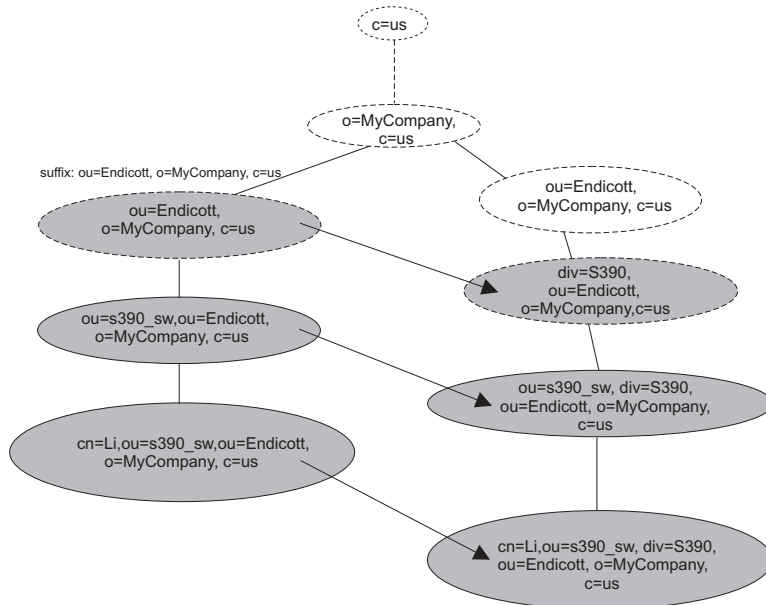 c=us
o=MyCompany,
c=us
suffix: ou=Endicott, o=MyCompany, c=us
ou=Endicott,
o=MyCompany, c=us
ou=Endicott,
o=MyCompany, c=us
div=S390,
ou=Endicott,
o=MyCompany,c=us
ou=s390_sw,ou=Endicott,
o=MyCompany, c=us
ou=s390_sw, div=S390,
ou=Endicott, o=MyCompany,
c=us
cn=Li,ou=s390_sw,ou=Endicott,
o=MyCompany, c=us
cn=Li,ou=s390_sw, div=S390,
ou=Endicott, o=MyCompany,
c=us